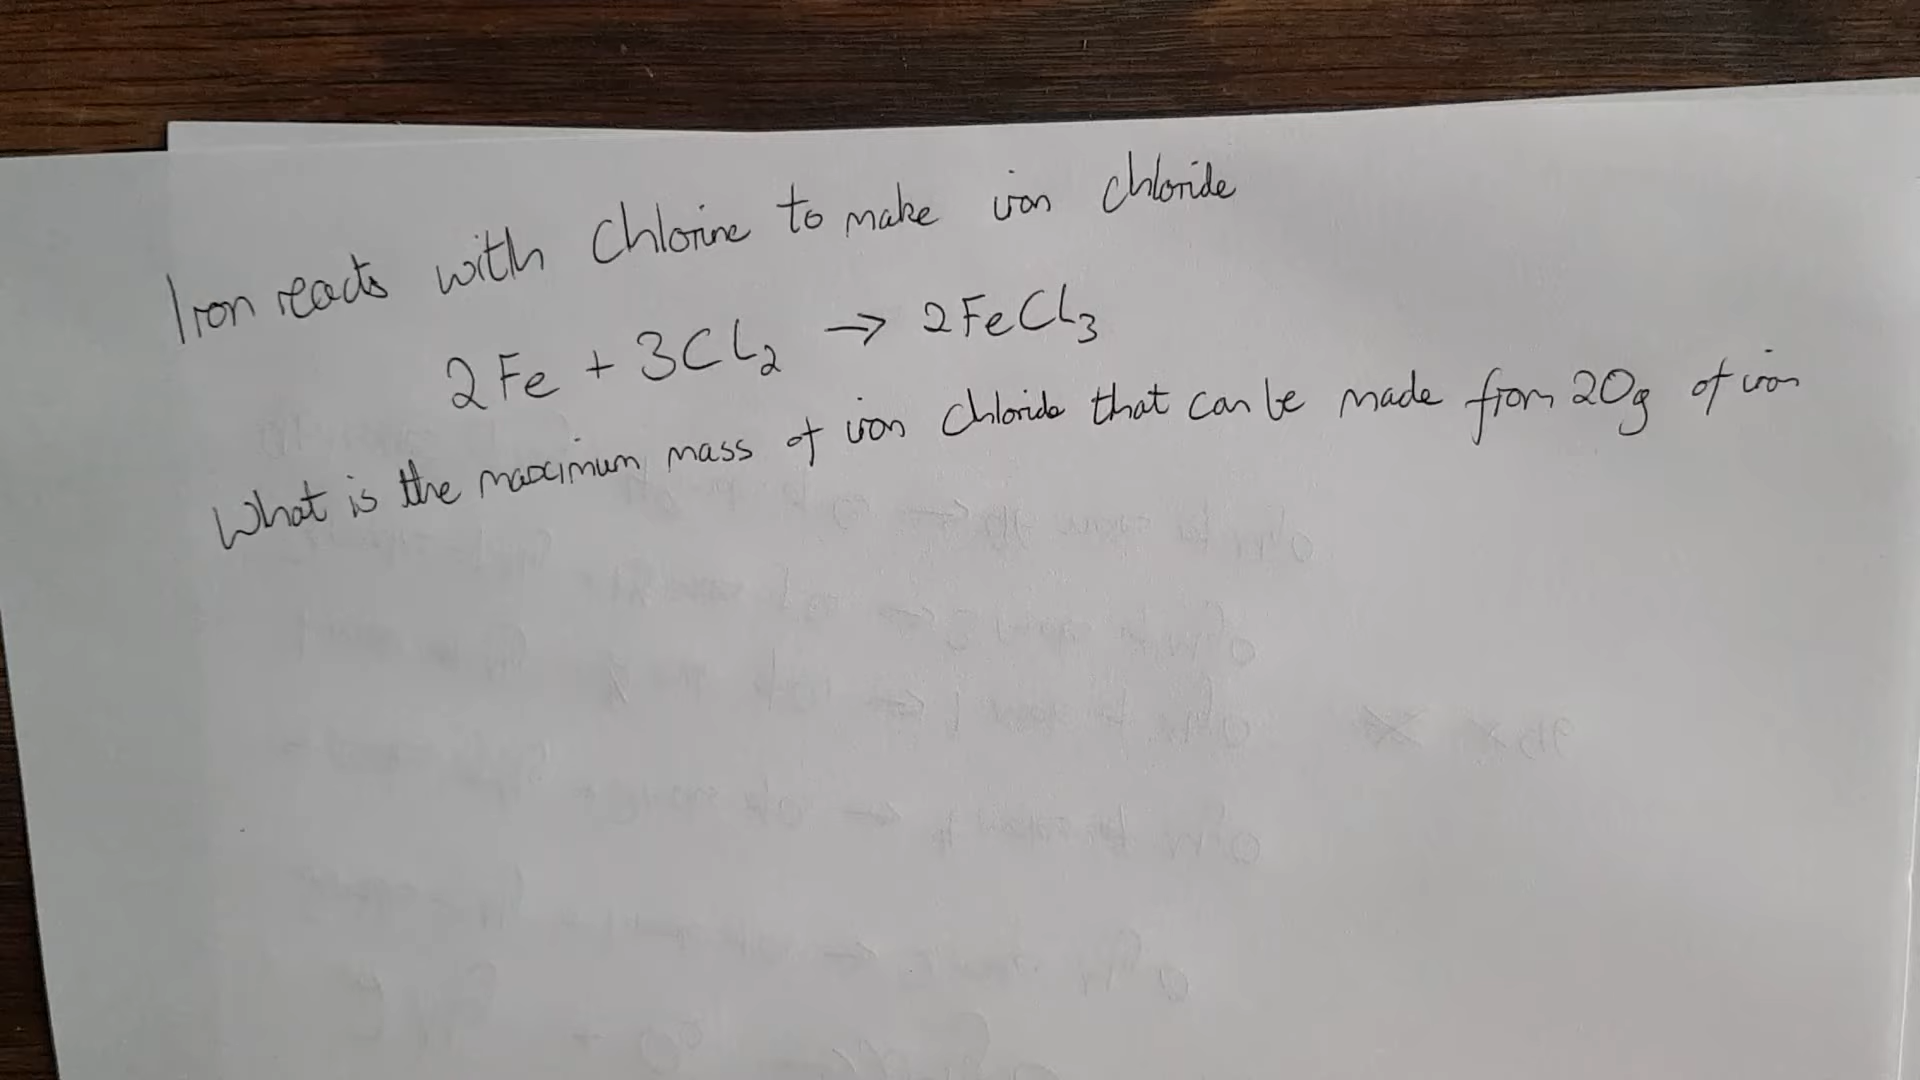 Iron reacts with Chlorine to make iron chloride
2Fe + 3Cl₂ → 2FeCl₃
What is the maximum mass of iron chloride that can be made from 20g of iron